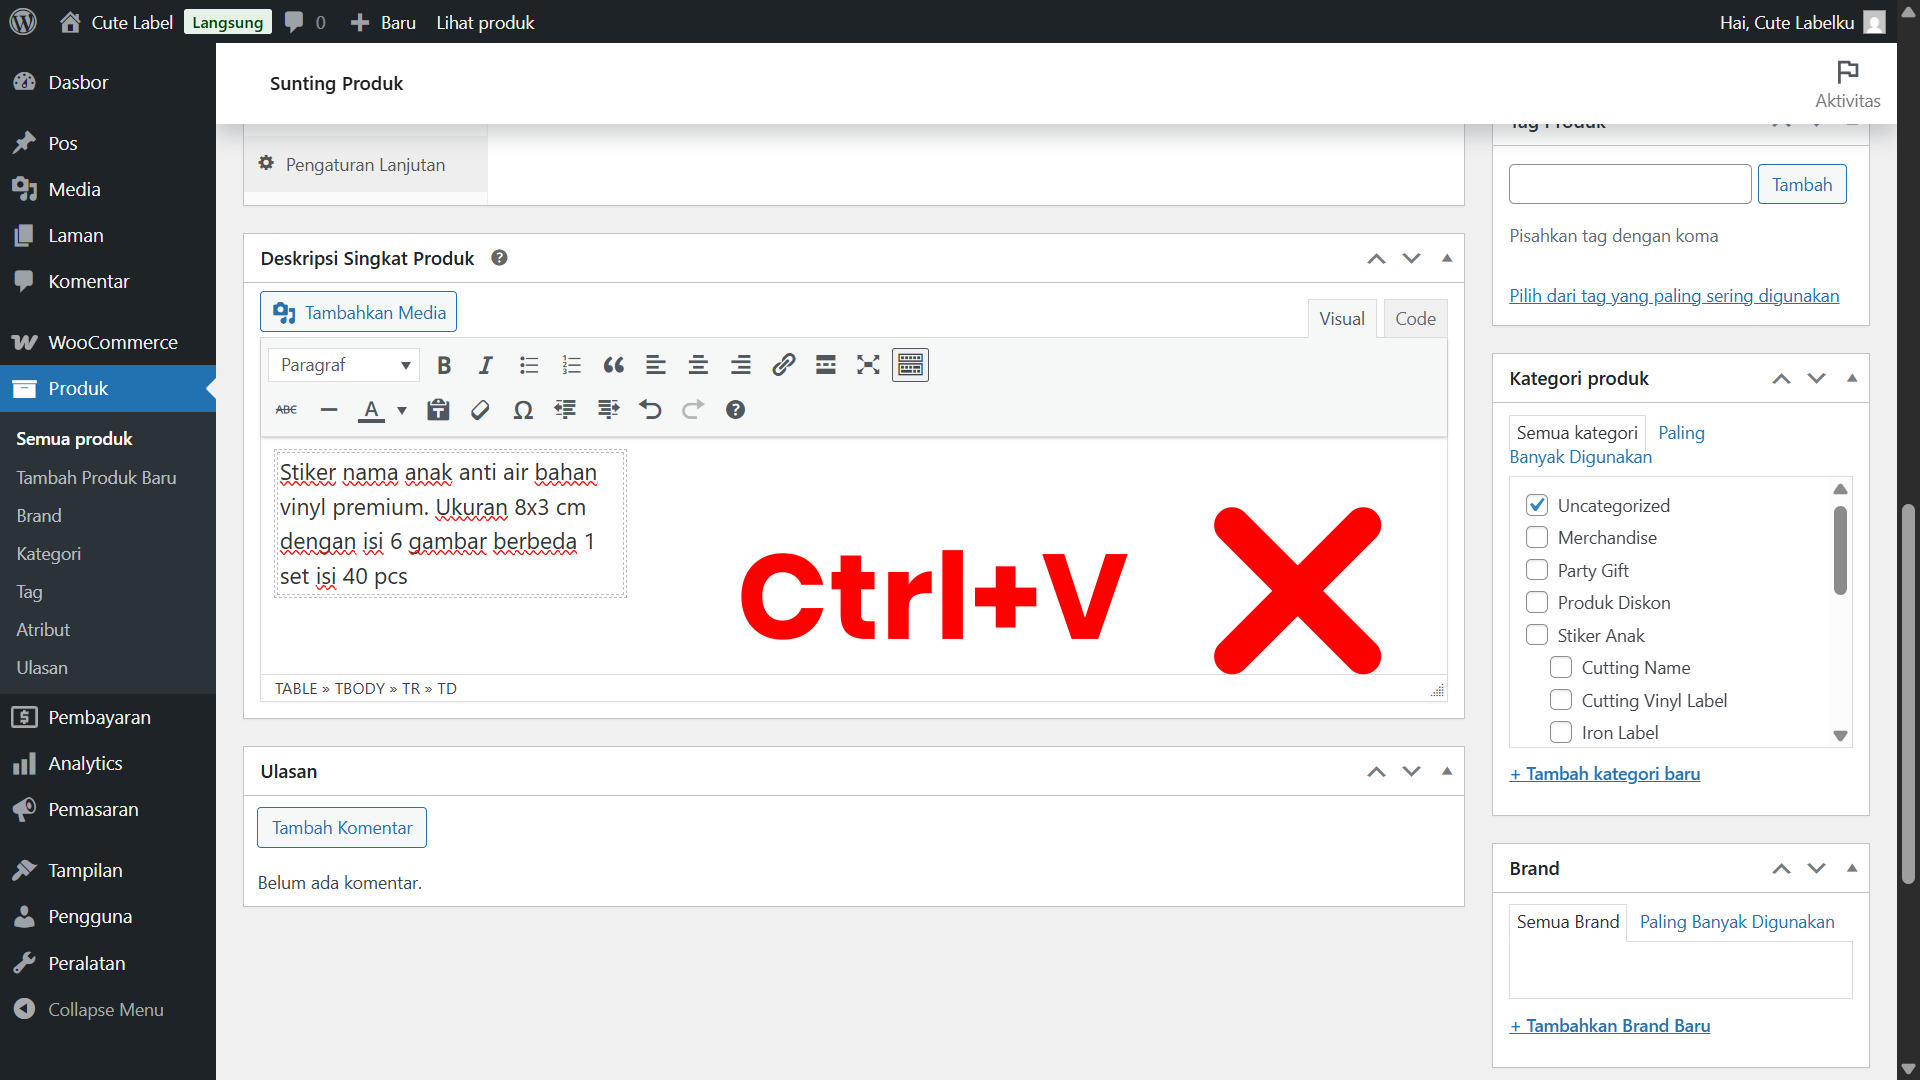 Cute Label
Langsung
0
Baru
Lihat produk
Hai, Cute Labelku
Dasbor
Pos
Media
Laman
Komentar
WooCommerce
Produk
Semua produk
Tambah Produk Baru
Brand
Kategori
Tag
Atribut
Ulasan
Pembayaran
Analytics
Pemasaran
Tampilan
Pengguna
Peralatan
Collapse Menu
Sunting Produk
Aktivitas
Pengaturan Lanjutan
Deskripsi Singkat Produk
Tambahkan Media
Visual
Code
Paragraf
B
I
ABC
A
Stiker nama anak anti air bahan
vinyl premium. Ukuran 8x3 cm
dengan isi 6 gambar berbeda 1
set isi 40 pcs
Ctrl+V
TABLE » TBODY » TR » TD
Ulasan
Tambah Komentar
Belum ada komentar.
Tag Produk
Tambah
Pisahkan tag dengan koma
Pilih dari tag yang paling sering digunakan
Kategori produk
Semua kategori
Paling
Banyak Digunakan
Uncategorized
Merchandise
Party Gift
Produk Diskon
Stiker Anak
Cutting Name
Cutting Vinyl Label
Iron Label
+ Tambah kategori baru
Brand
Semua Brand
Paling Banyak Digunakan
+ Tambahkan Brand Baru